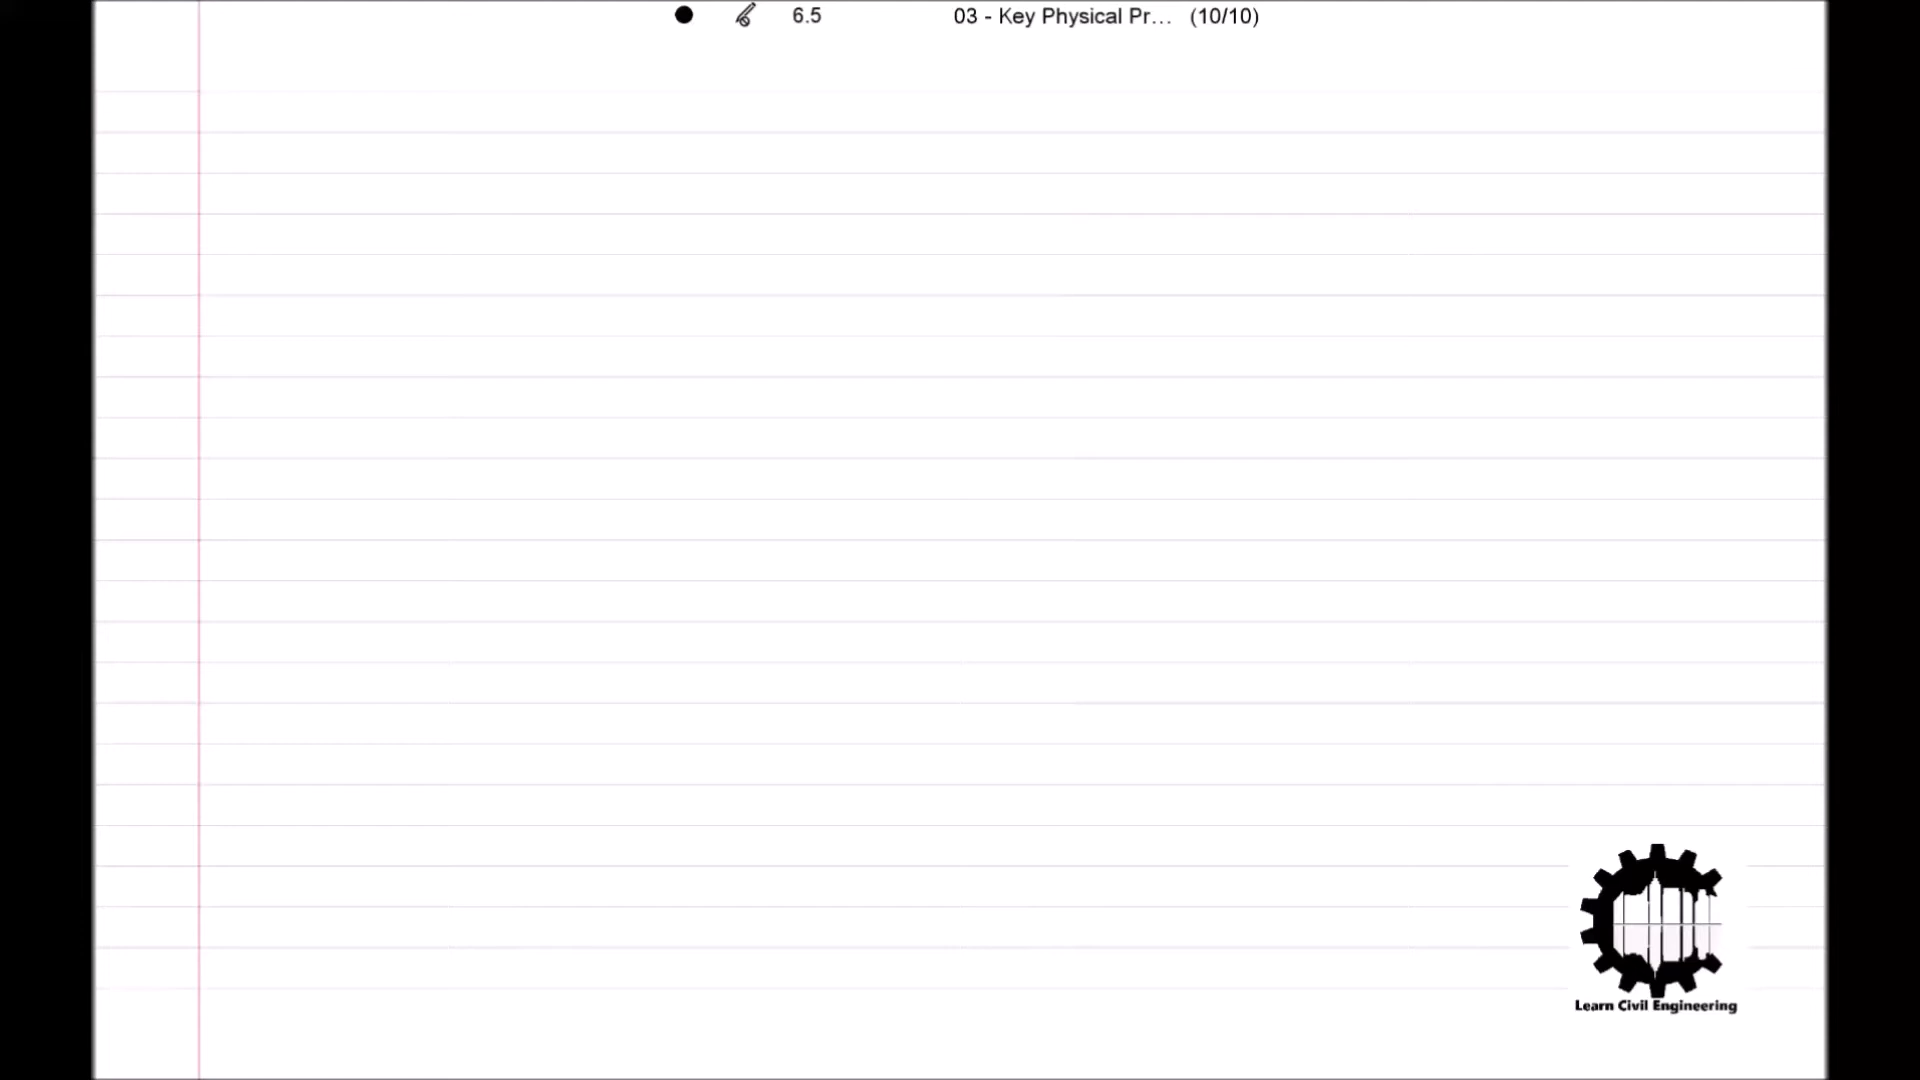 6.5 03 - Key Physical Pr... (10/10)
Learn Civil Engineering